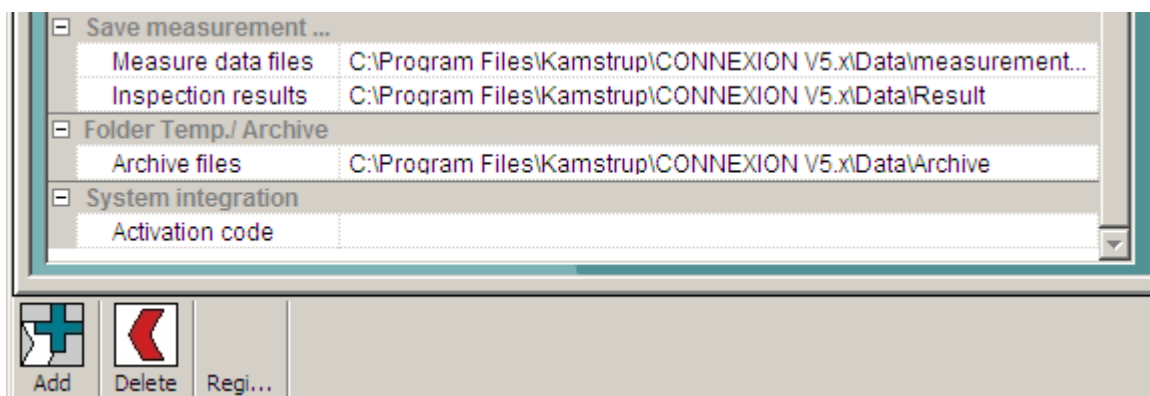 Save measurement ...
Measure data files C:\Program Files\Kamstrup\CONNEXION V5.x\Data\measurement...
Inspection results C:\Program Files\Kamstrup\CONNEXION V5.x\Data\Result
Folder Temp./ Archive
Archive files C:\Program Files\Kamstrup\CONNEXION V5.x\Data\Archive
System integration
Activation code
Add Delete Regi...